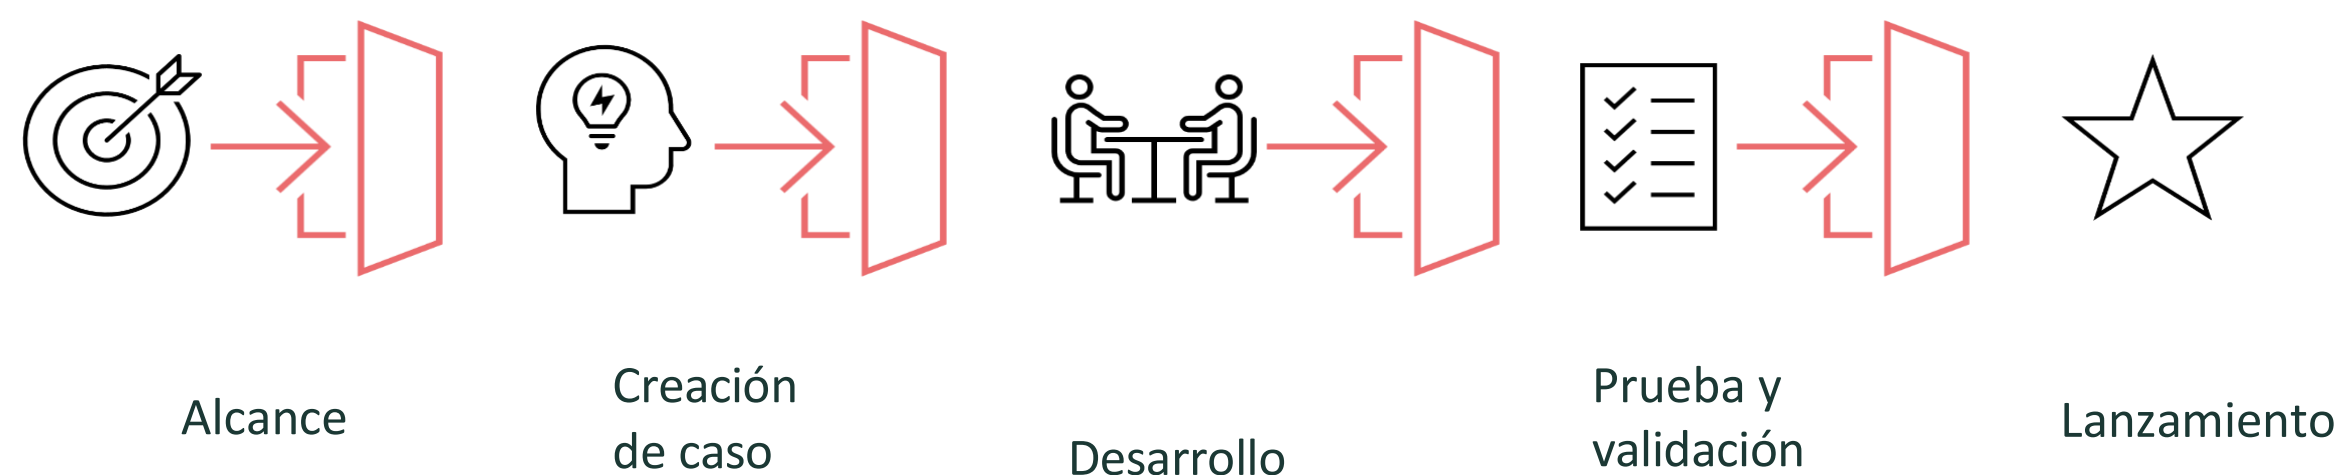 Alcance
Creación
de caso
Desarrollo
Prueba y
validación
Lanzamiento